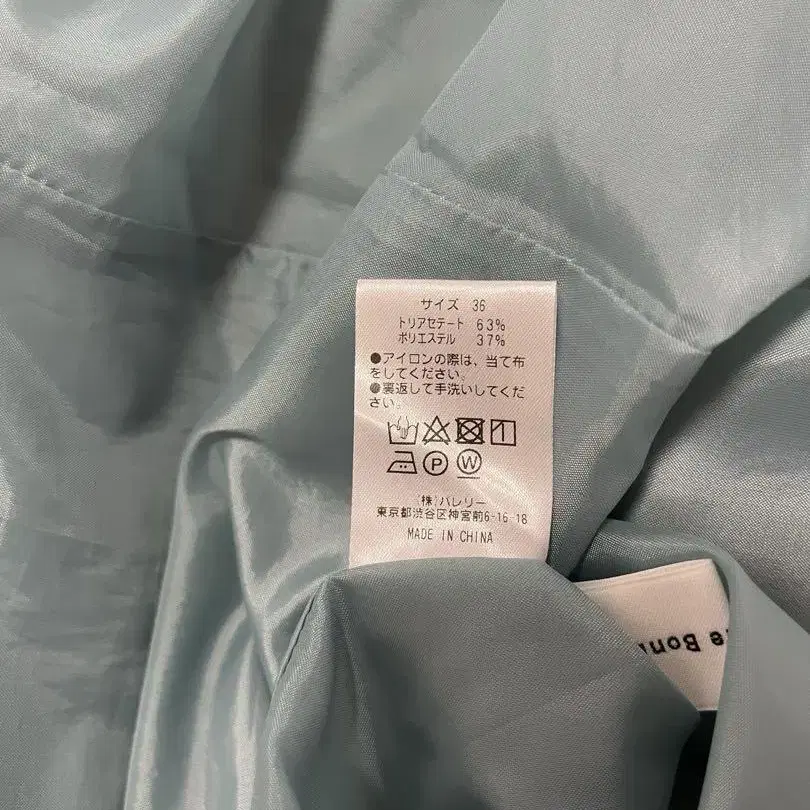 サイズ 36
トリアセテート 63%
ポリエステル 37%
●アイロンの際は、当て布
をしてください。
●裏返して手洗いしてくだ
さい。
P W
(株)バレリー
東京都渋谷区神宮前6-16-18
MADE IN CHINA
e Bon